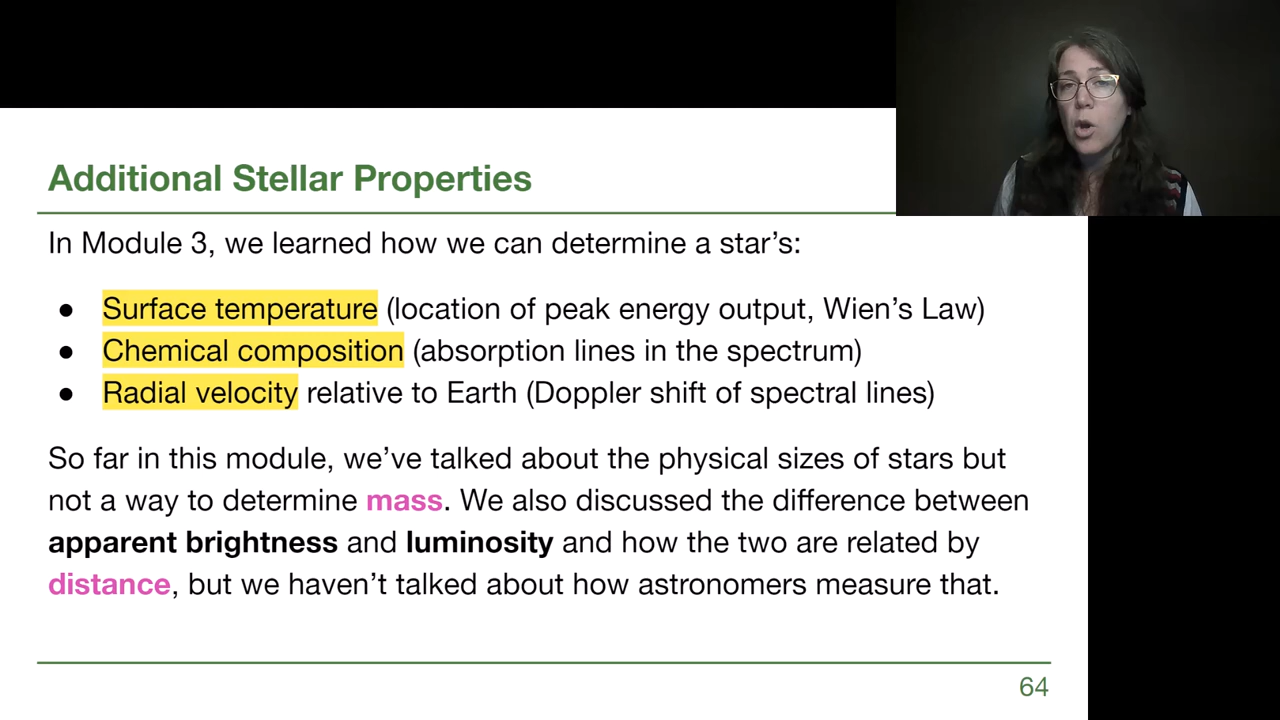 Additional Stellar Properties
In Module 3, we learned how we can determine a star’s:
● Surface temperature (location of peak energy output, Wien’s Law)
● Chemical composition (absorption lines in the spectrum)
● Radial velocity relative to Earth (Doppler shift of spectral lines)
So far in this module, we’ve talked about the physical sizes of stars but
not a way to determine mass. We also discussed the difference between
apparent brightness and luminosity and how the two are related by
distance, but we haven’t talked about how astronomers measure that.
64